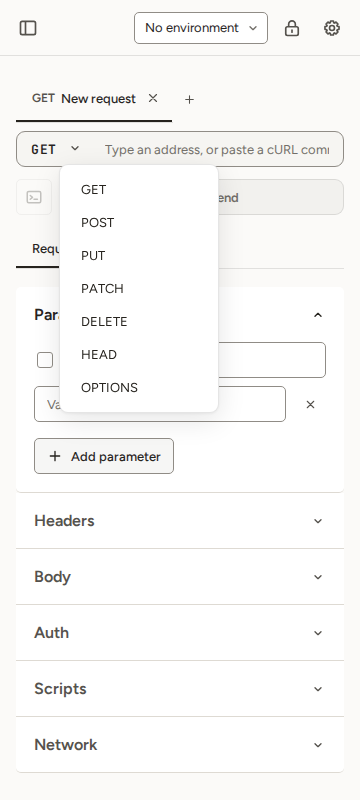 No environment
GET New request
GET
Type an address, or paste a cURL
GET
POST
PUT
PATCH
DELETE
HEAD
OPTIONS
Add parameter
Headers
Body
Auth
Scripts
Network